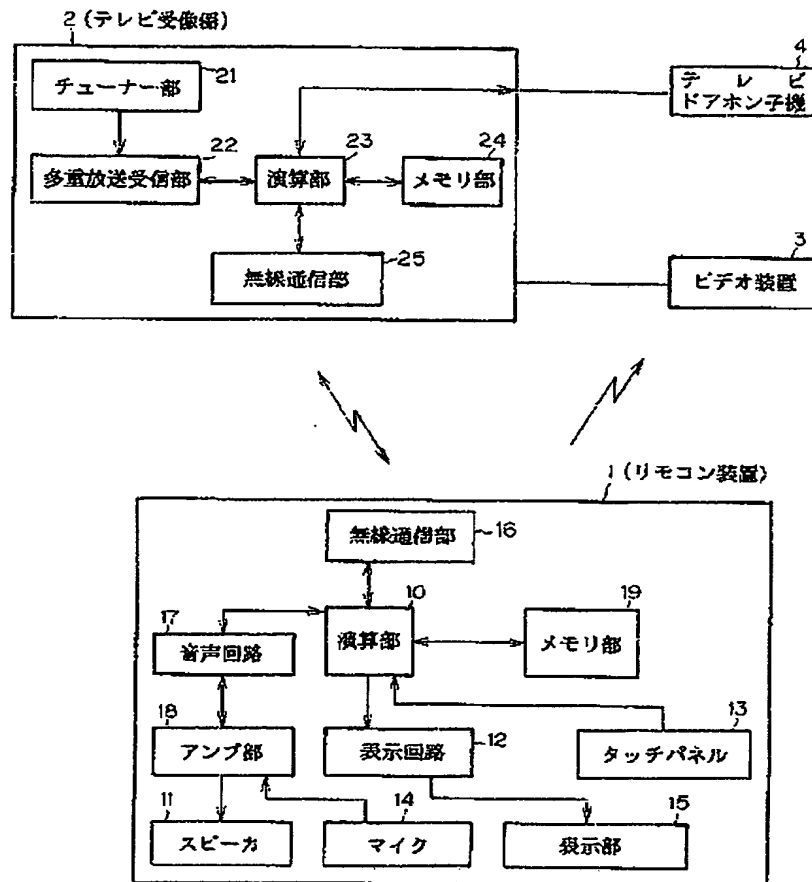 2 (テレビ受像器)
21
チューナー部
22
多重放送受信部
23
演算部
24
メモリ部
25
無線通信部
4
テレビ
ドアホン子機
3
ビデオ装置
1 (リモコン装置)
16
無線通信部
10
演算部
19
メモリ部
17
音声回路
18
アンプ部
12
表示回路
13
タッチパネル
11
スピーカ
14
マイク
15
表示部